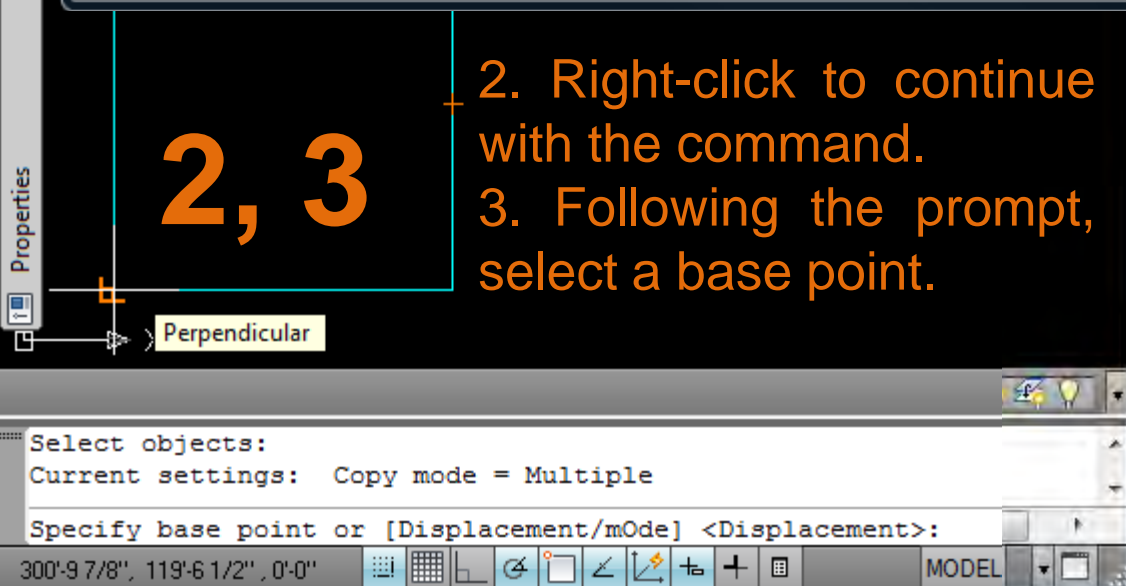 2. Right-click to continue
with the command.
3. Following the prompt,
select a base point.
2, 3
Properties
Perpendicular
Select objects:
Current settings:  Copy mode = Multiple
Specify base point or [Displacement/mOde] <Displacement>:
300'-9 7/8", 119'-6 1/2" , 0'-0"
MODEL